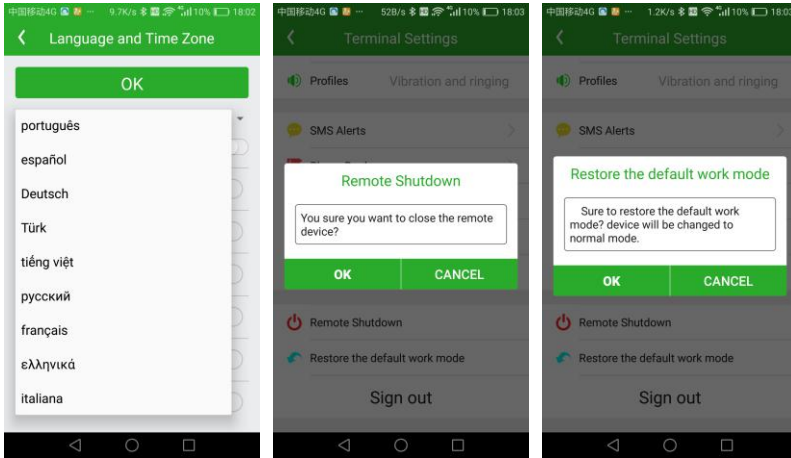 中国移动4G ··· 9.7K/s 10% 18:02
Language and Time Zone
OK
português
español
Deutsch
Türk
tiếng việt
русский
français
ελληνικά
italiana
中国移动4G ··· 528/s 10% 18:03
Terminal Settings
Profiles Vibration and ringing
SMS Alerts
Remote Shutdown
You sure you want to close the remote
device?
OK CANCEL
Remote Shutdown
Restore the default work mode
Sign out
中国移动4G ··· 1.2K/s 10% 18:03
Terminal Settings
Profiles Vibration and ringing
SMS Alerts
Restore the default work mode
Sure to restore the default work
mode? device will be changed to
normal mode.
OK CANCEL
Remote Shutdown
Restore the default work mode
Sign out